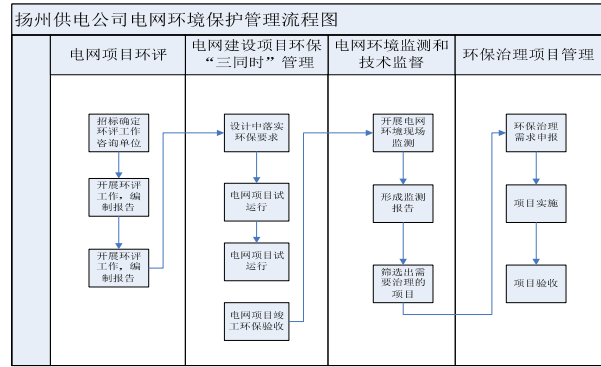 扬州供电公司电网环境保护管理流程图
电网项目环评
电网建设项目环保
“三同时”管理
电网环境监测和
技术监督
环保治理项目管理
招标确定
环评工作
咨询单位
开展环评
工作，编
制报告
开展环评
工作，编
制报告
设计中落实
环保要求
电网项目试
运行
电网项目试
运行
电网项目竣
工环保验收
开展电网
环境现场
监测
形成监测
报告
筛选出需
要治理的
项目
环保治理
需求申报
项目实施
项目验收